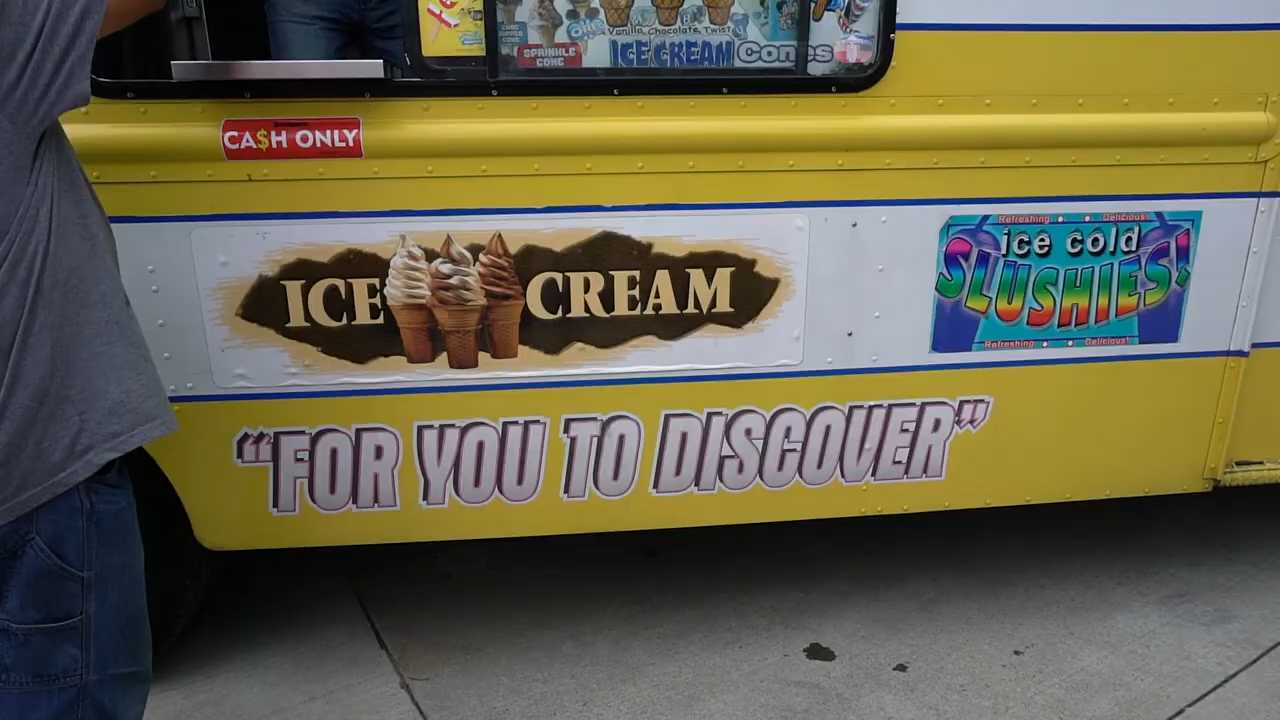 Vanilla, Chocolate, Twist
SPRINKLE
CONE
ICE CREAM Cones
CA$H ONLY
ICE CREAM
Refreshing Delicious!
ice cold
SLUSHIES!
Refreshing Delicious!
"FOR YOU TO DISCOVER"